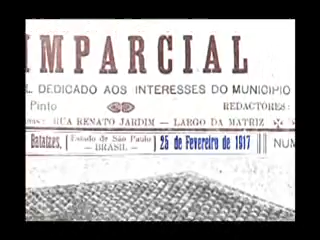 IMPARCIAL
L DEDICADO AOS INTERESSES DO MUNICIPIO
Pinto REDACTORES:
RUA RENATO JARDIM — LARGO DA MATRIZ
Batataes, Estado de São Paulo — BRASIL — 25 de Fevereiro de 1917 NUM